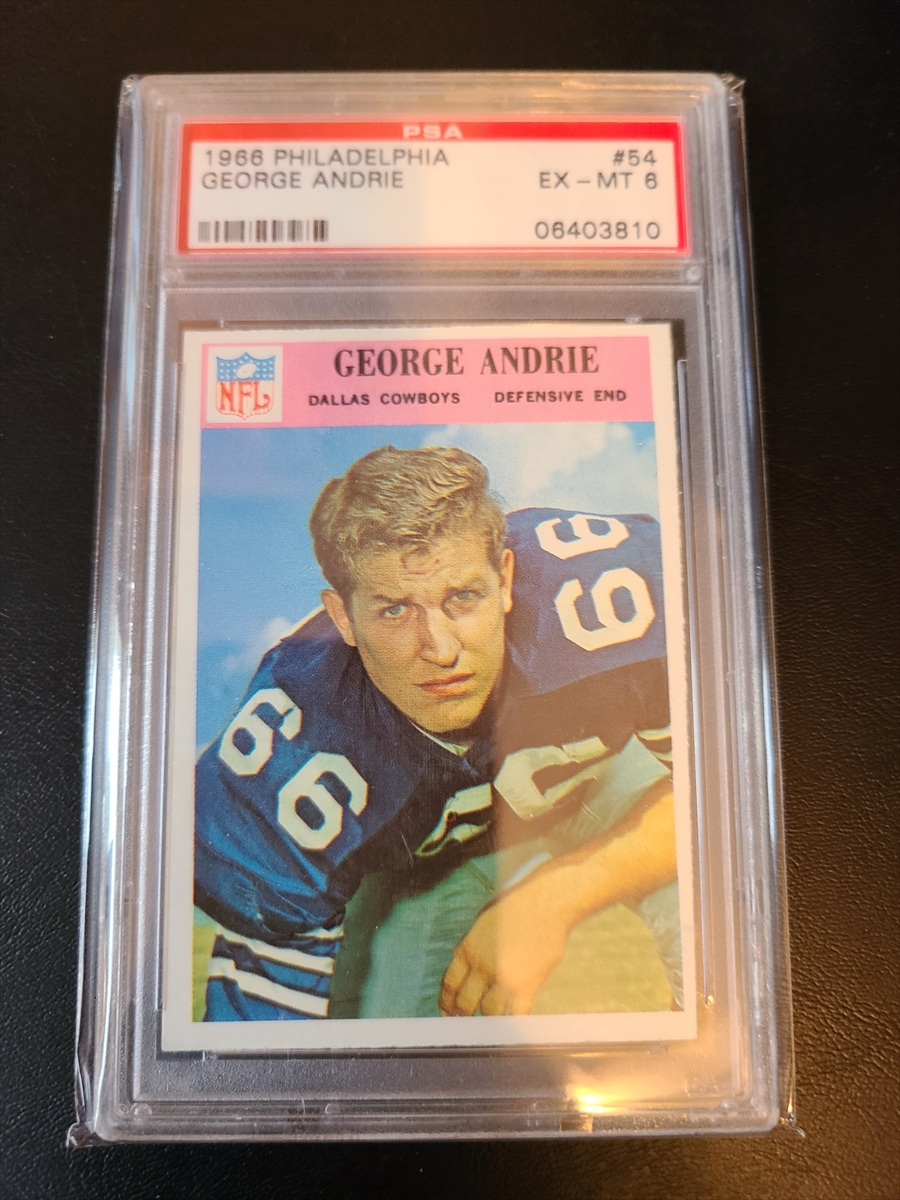 PSA
1966 PHILADELPHIA #54
GEORGE ANDRIE EX - MT 6
06403810
NFL
GEORGE ANDRIE
DALLAS COWBOYS DEFENSIVE END
66
66